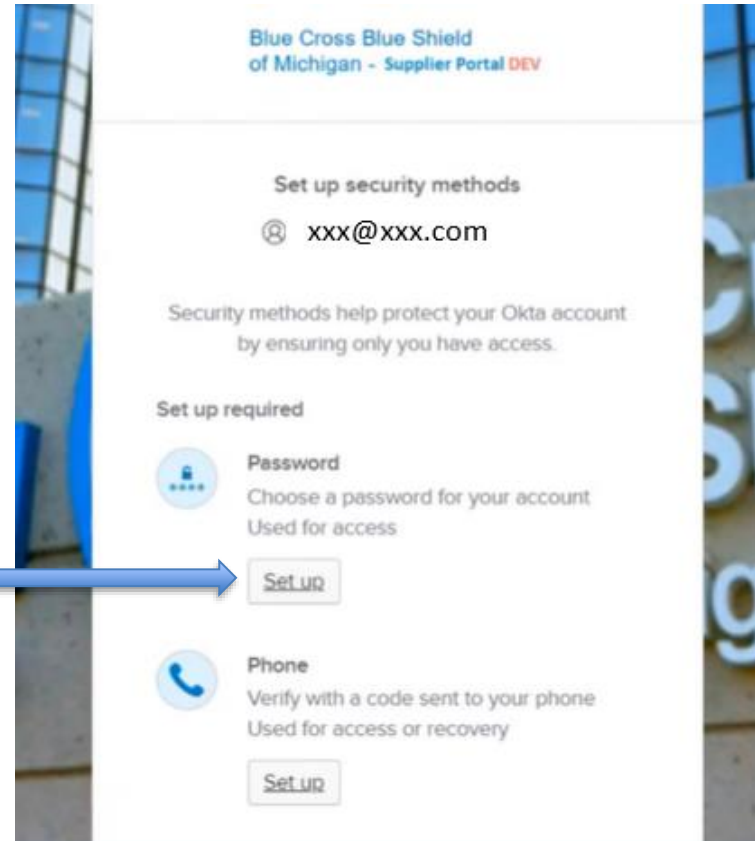 Blue Cross Blue Shield
of Michigan - Supplier Portal DEV
Set up security methods
xxx@xxx.com
Security methods help protect your Okta account
by ensuring only you have access.
Set up required
Password
Choose a password for your account
Used for access
Set up
Phone
Verify with a code sent to your phone
Used for access or recovery
Set up